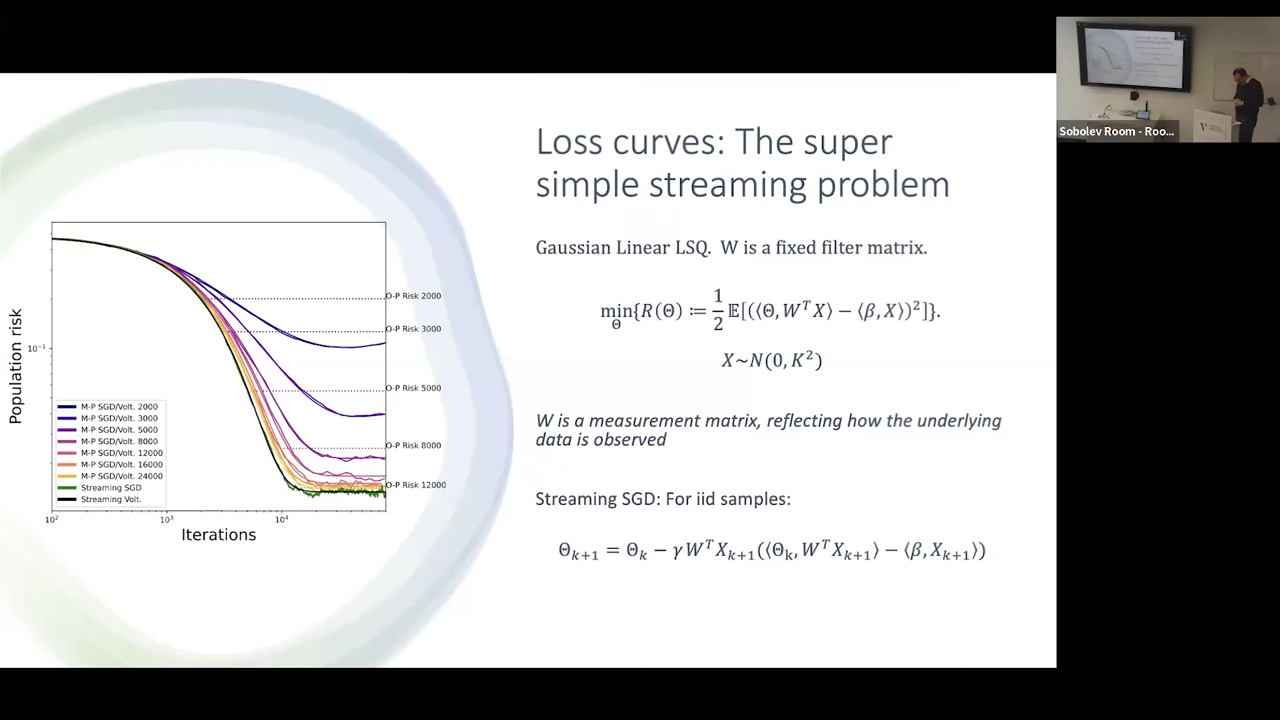 Loss curves: The super
simple streaming problem
Gaussian Linear LSQ. W is a fixed filter matrix.
min{R(Θ) ≔ 1/2 𝔼[(⟨Θ, WᵀX⟩ − ⟨β, X⟩)²]}.
Θ
X~N(0, K²)
W is a measurement matrix, reflecting how the underlying
data is observed
Streaming SGD: For iid samples:
Θₖ₊₁ = Θₖ − γWᵀXₖ₊₁(⟨Θₖ, WᵀXₖ₊₁⟩ − ⟨β, Xₖ₊₁⟩)
Population risk
10⁻¹
O-P Risk 2000
O-P Risk 3000
O-P Risk 5000
O-P Risk 8000
O-P Risk 12000
M-P SGD/Volt. 2000
M-P SGD/Volt. 3000
M-P SGD/Volt. 5000
M-P SGD/Volt. 8000
M-P SGD/Volt. 12000
M-P SGD/Volt. 16000
M-P SGD/Volt. 24000
Streaming SGD
Streaming Volt.
10² 10³ 10⁴
Iterations
Sobolev Room - Roo...